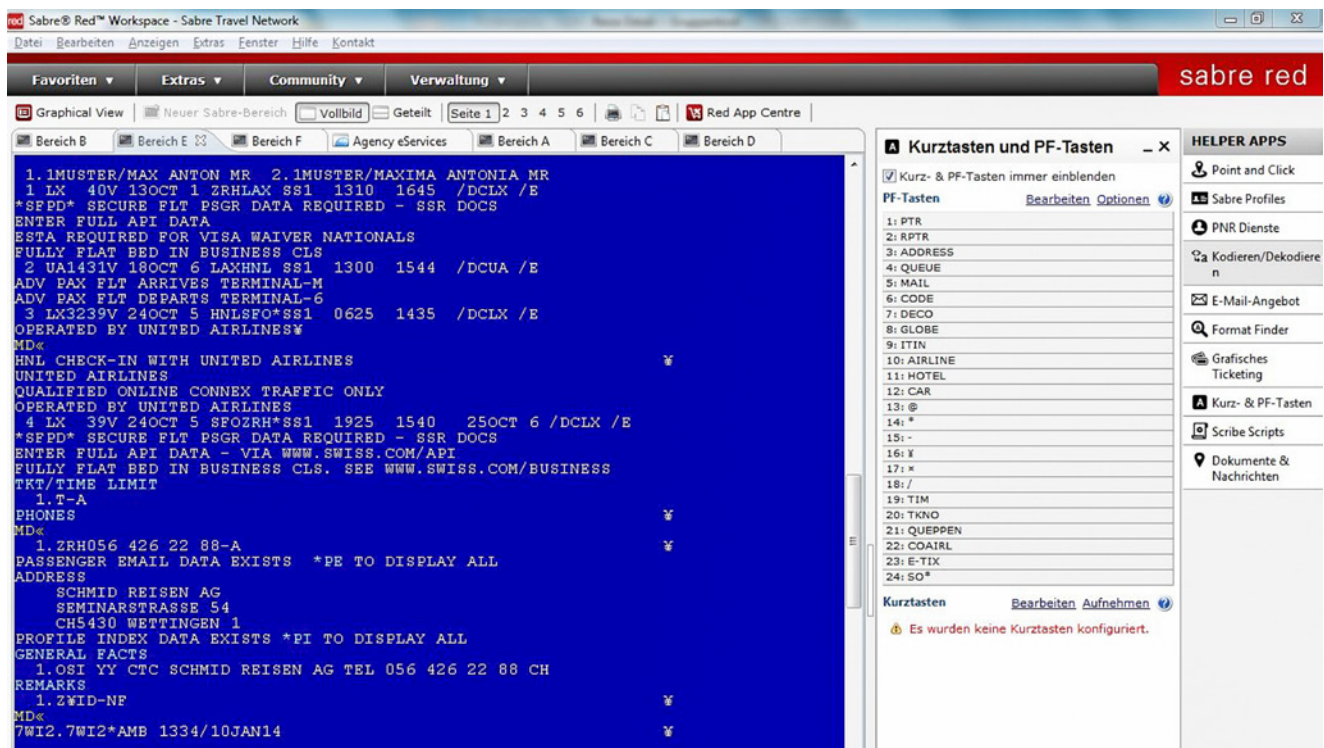 red Sabre® Red™ Workspace - Sabre Travel Network
Datei Bearbeiten Anzeigen Extras Fenster Hilfe Kontakt
Favoriten ▼ Extras ▼ Community ▼ Verwaltung ▼ sabre red
Graphical View Neuer Sabre-Bereich Vollbild Geteilt Seite 1 2 3 4 5 6 Red App Centre
Bereich B Bereich E Bereich F Agency eServices Bereich A Bereich C Bereich D
1.1MUSTER/MAX ANTON MR 2.1MUSTER/MAXIMA ANTONIA MR
1 LX 40V 13OCT 1 ZRHLAX SS1 1310 1645 /DCLX /E
*SFPD* SECURE FLT PSGR DATA REQUIRED - SSR DOCS
ENTER FULL API DATA
ESTA REQUIRED FOR VISA WAIVER NATIONALS
FULLY FLAT BED IN BUSINESS CLS
2 UA1431V 18OCT 6 LAXHNL SS1 1300 1544 /DCUA /E
ADV PAX FLT ARRIVES TERMINAL-M
ADV PAX FLT DEPARTS TERMINAL-6
3 LX3239V 24OCT 5 HNLSFO*SS1 0625 1435 /DCLX /E
OPERATED BY UNITED AIRLINES¥
MD«
HNL CHECK-IN WITH UNITED AIRLINES ¥
UNITED AIRLINES
QUALIFIED ONLINE CONNEX TRAFFIC ONLY
OPERATED BY UNITED AIRLINES
4 LX 39V 24OCT 5 SFOZRH*SS1 1925 1540 25OCT 6 /DCLX /E
*SFPD* SECURE FLT PSGR DATA REQUIRED - SSR DOCS
ENTER FULL API DATA - VIA WWW.SWISS.COM/API
FULLY FLAT BED IN BUSINESS CLS. SEE WWW.SWISS.COM/BUSINESS
TKT/TIME LIMIT
1.T-A
PHONES ¥
MD«
1.ZRH056 426 22 88-A ¥
PASSENGER EMAIL DATA EXISTS *PE TO DISPLAY ALL
ADDRESS
SCHMID REISEN AG
SEMINARSTRASSE 54
CH5430 WETTINGEN 1
PROFILE INDEX DATA EXISTS *PI TO DISPLAY ALL
GENERAL FACTS
1.OSI YY CTC SCHMID REISEN AG TEL 056 426 22 88 CH
REMARKS
1.Z¥ID-NF ¥
MD«
7WI2.7WI2*AMB 1334/10JAN14 ¥
A Kurztasten und PF-Tasten
Kurz- & PF-Tasten immer einblenden
PF-Tasten Bearbeiten Optionen
1: PTR
2: RPTR
3: ADDRESS
4: QUEUE
5: MAIL
6: CODE
7: DECO
8: GLOBE
9: ITIN
10: AIRLINE
11: HOTEL
12: CAR
13: @
14: *
15: -
16: ¥
17: ¤
18: /
19: TIM
20: TKNO
21: QUEPPEN
22: COAIRL
23: E-TIX
24: SO*
Kurztasten Bearbeiten Aufnehmen
Es wurden keine Kurztasten konfiguriert.
HELPER APPS
Point and Click
Sabre Profiles
PNR Dienste
Kodieren/Dekodiere
n
E-Mail-Angebot
Format Finder
Grafisches
Ticketing
A Kurz- & PF-Tasten
Scribe Scripts
Dokumente &
Nachrichten